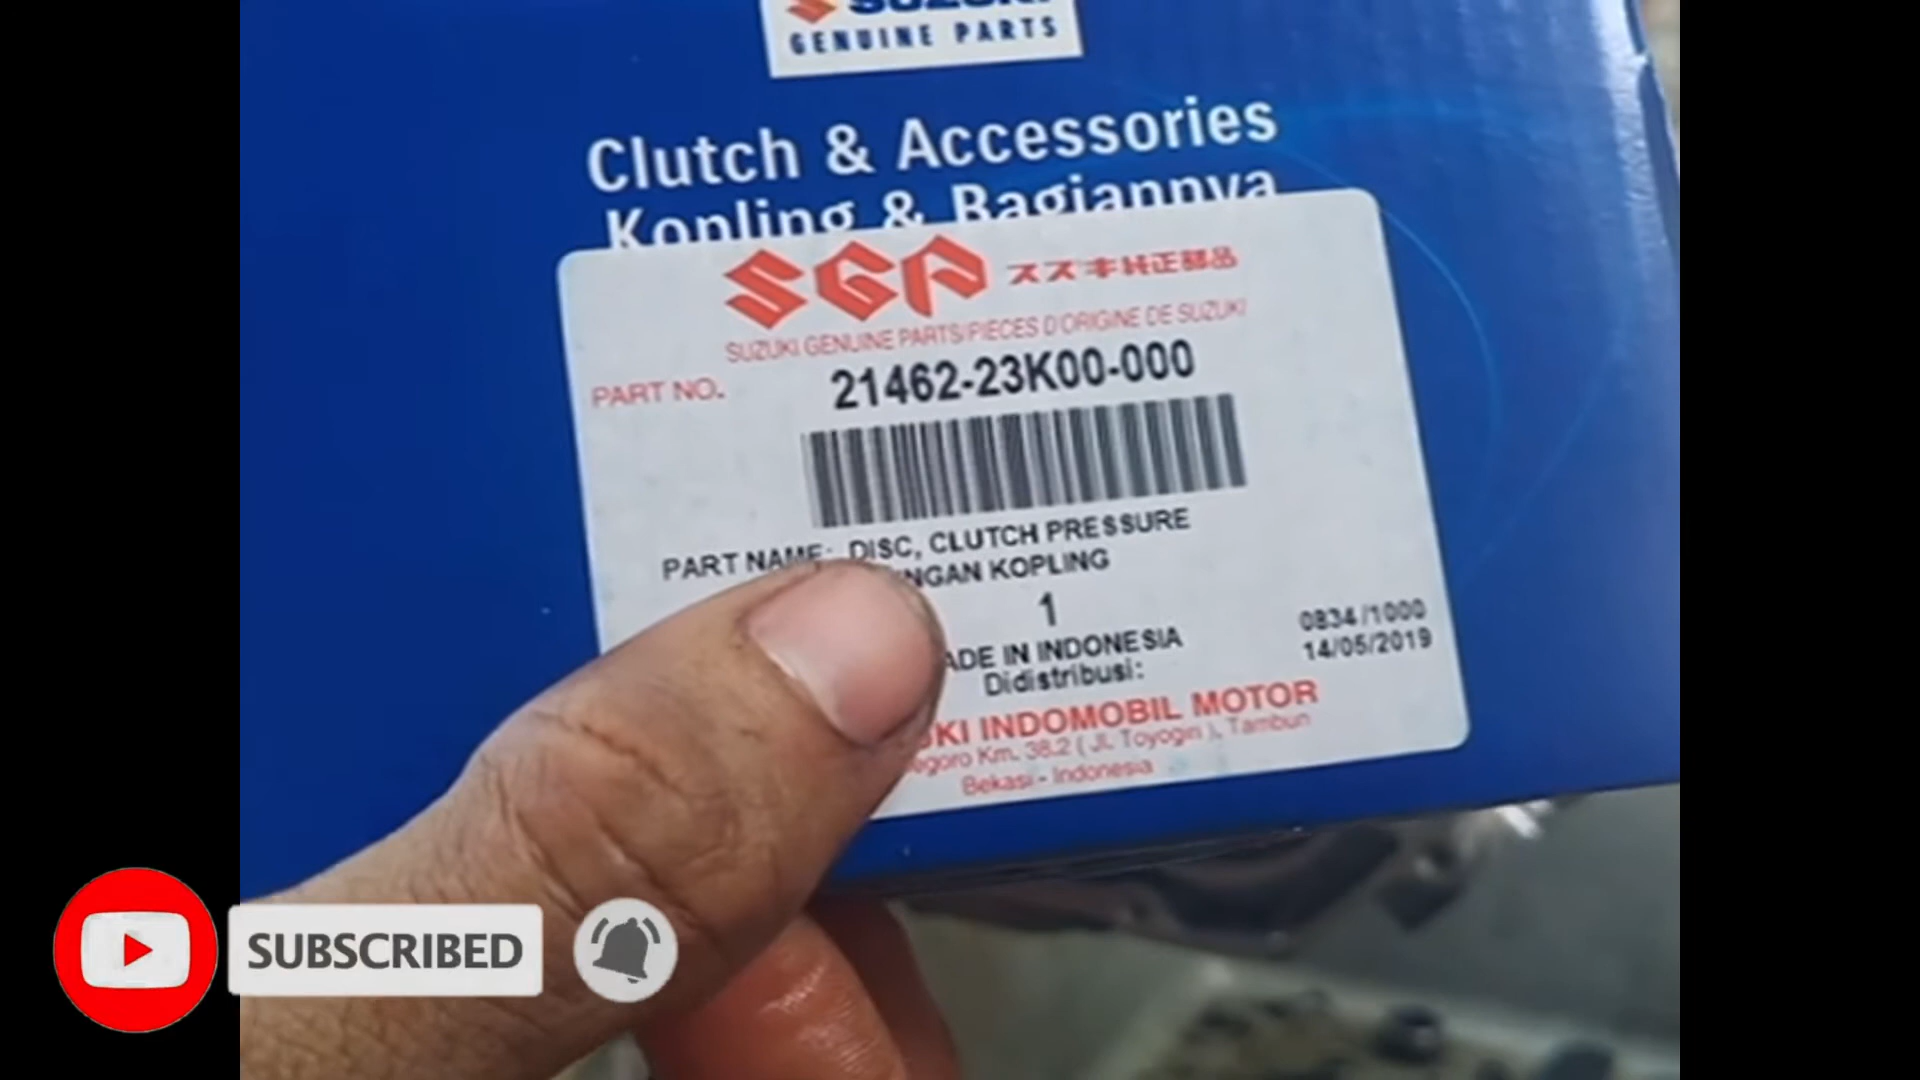 SUZUKI
GENUINE PARTS
Clutch & Accessories
Kopling & Bagiannya
SGP スズキ純正部品
SUZUKI GENUINE PARTS/PIECES D'ORIGINE DE SUZUKI
PART NO. 21462-23K00-000
PART NAME: DISC, CLUTCH PRESSURE
NGAN KOPLING
1
ADE IN INDONESIA 0834/1000
Didistribusi: 14/05/2019
UKI INDOMOBIL MOTOR
egoro Km. 38.2 ( Jl. Toyogiri ), Tambun
Bekasi - Indonesia
SUBSCRIBED